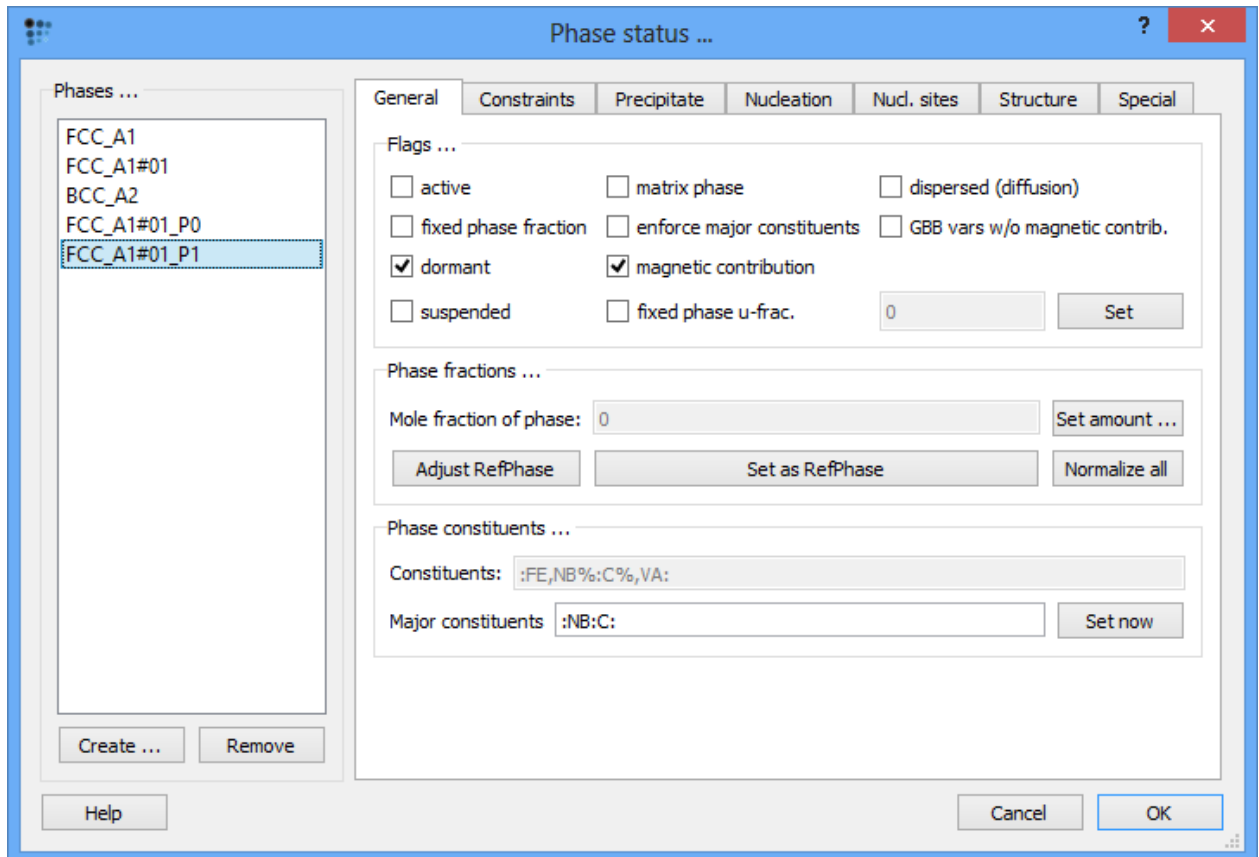 Phase status ...
?
Phases ...
FCC_A1
FCC_A1#01
BCC_A2
FCC_A1#01_P0
FCC_A1#01_P1
Create ...
Remove
General Constraints Precipitate Nucleation Nucl. sites Structure Special
Flags ...
active matrix phase dispersed (diffusion)
fixed phase fraction enforce major constituents GBB vars w/o magnetic contrib.
dormant magnetic contribution
suspended fixed phase u-frac. 0 Set
Phase fractions ...
Mole fraction of phase: 0 Set amount ...
Adjust RefPhase Set as RefPhase Normalize all
Phase constituents ...
Constituents: :FE,NB%:C%,VA:
Major constituents :NB:C: Set now
Help Cancel OK